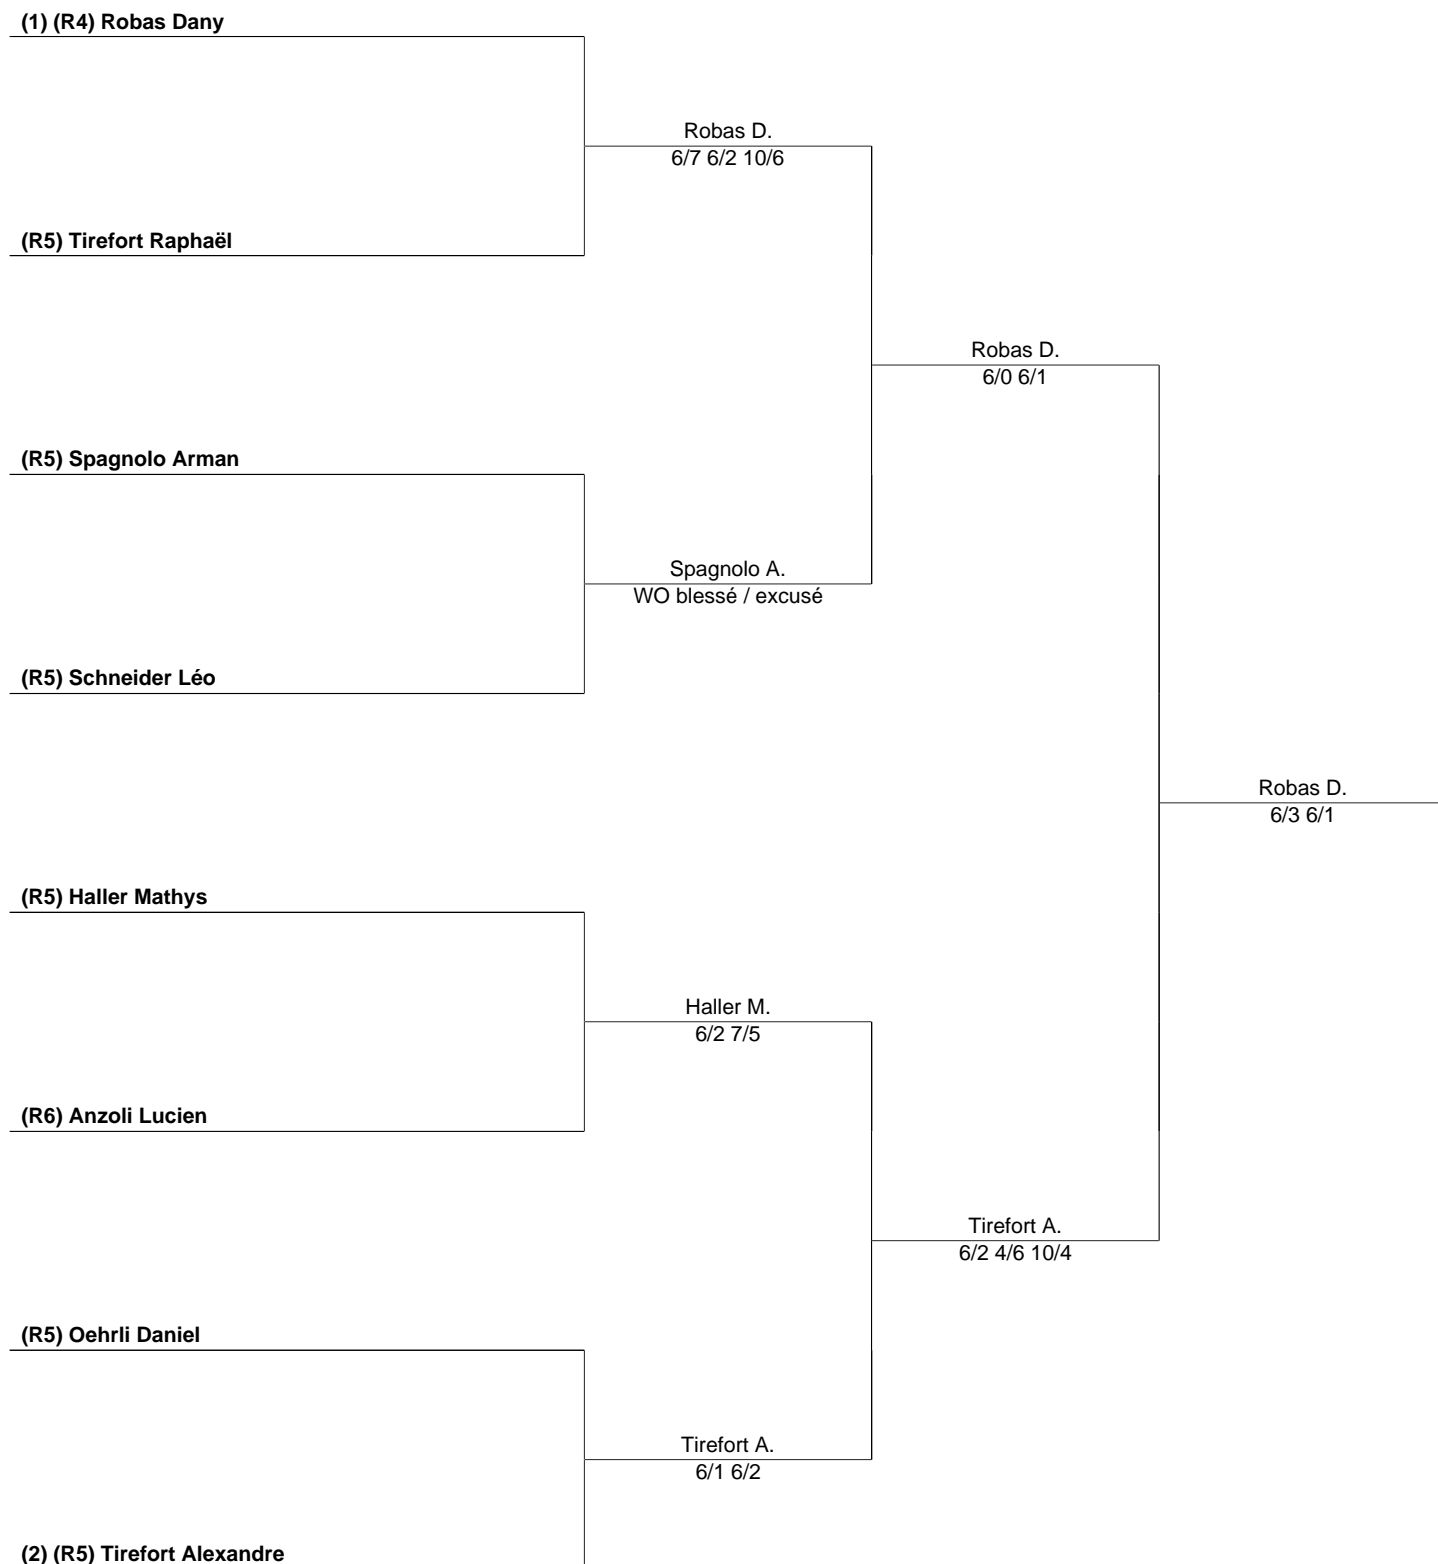 (1) (R4) Robas Dany
Robas D.
6/7 6/2 10/6
(R5) Tirefort Raphaël
Robas D.
6/0 6/1
(R5) Spagnolo Arman
Spagnolo A.
WO blessé / excusé
(R5) Schneider Léo
Robas D.
6/3 6/1
(R5) Haller Mathys
Haller M.
6/2 7/5
(R6) Anzoli Lucien
Tirefort A.
6/2 4/6 10/4
(R5) Oehrli Daniel
Tirefort A.
6/1 6/2
(2) (R5) Tirefort Alexandre